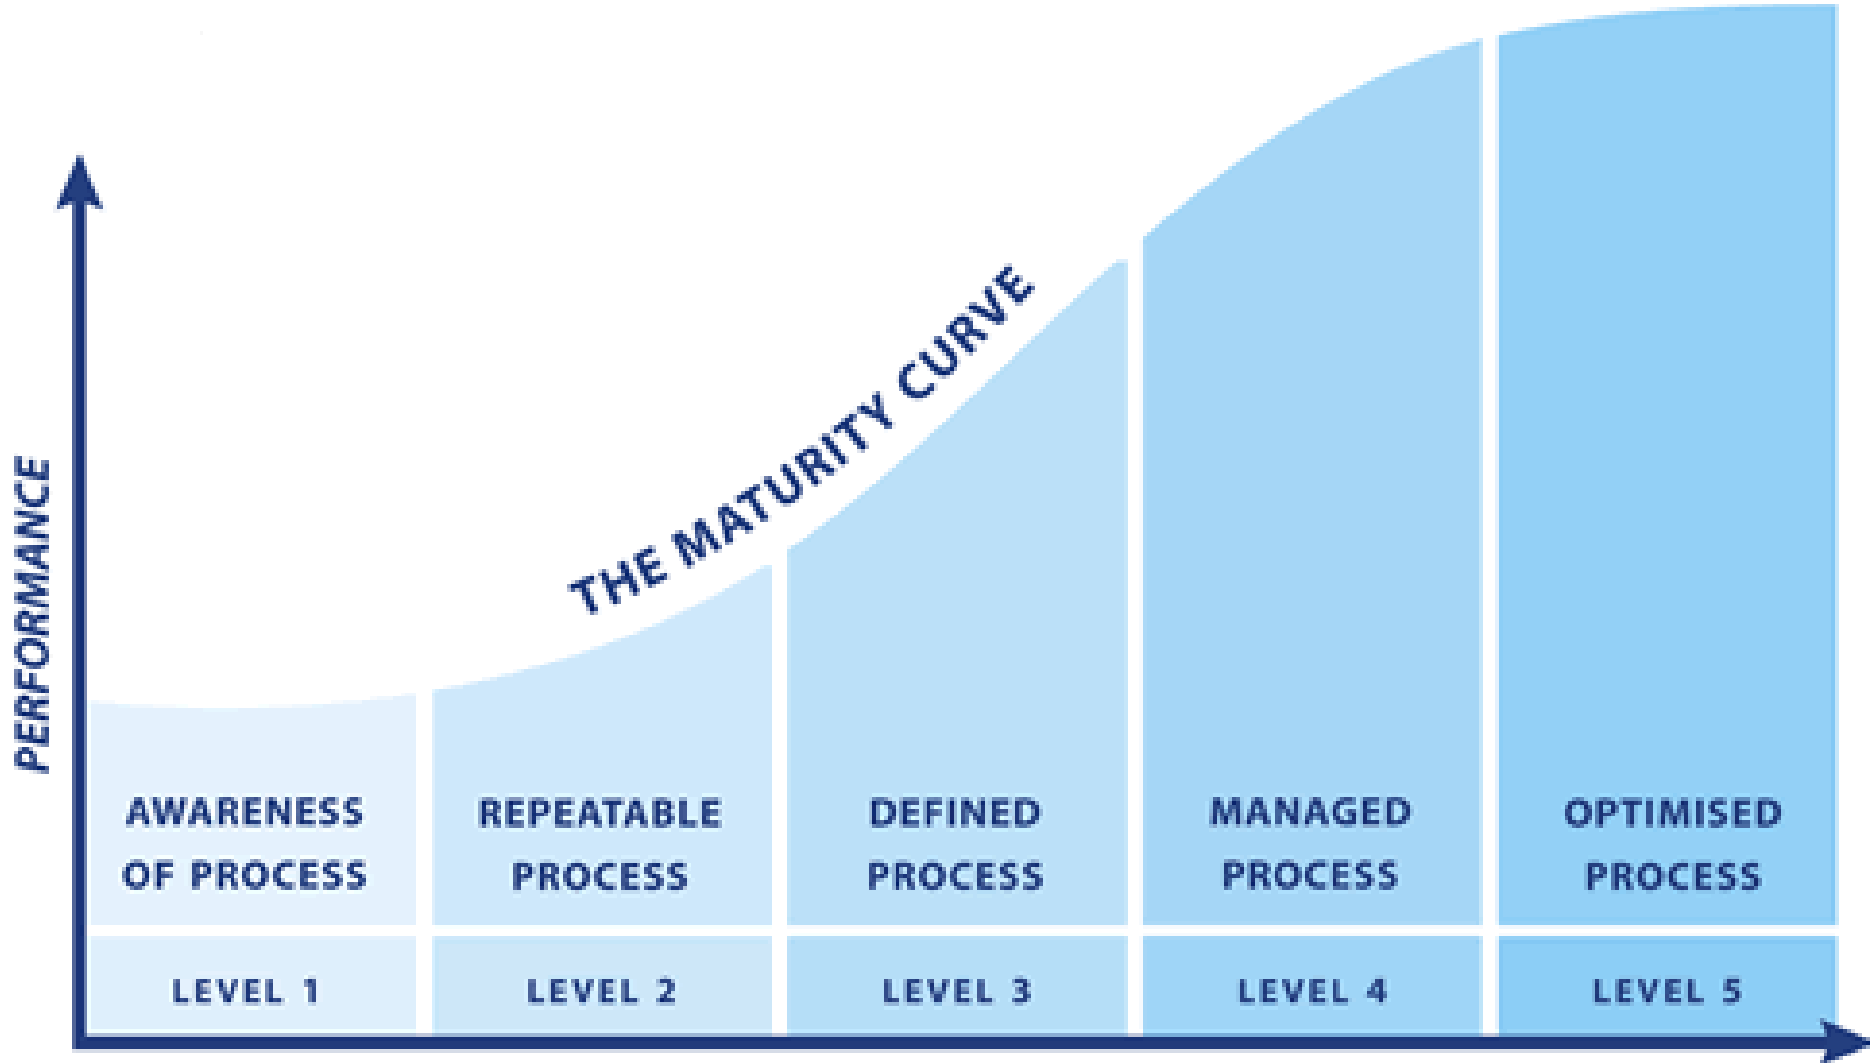 THE MATURITY CURVE
PERFORMANCE
AWARENESS
OF PROCESS
REPEATABLE
PROCESS
DEFINED
PROCESS
MANAGED
PROCESS
OPTIMISED
PROCESS
LEVEL 1
LEVEL 2
LEVEL 3
LEVEL 4
LEVEL 5